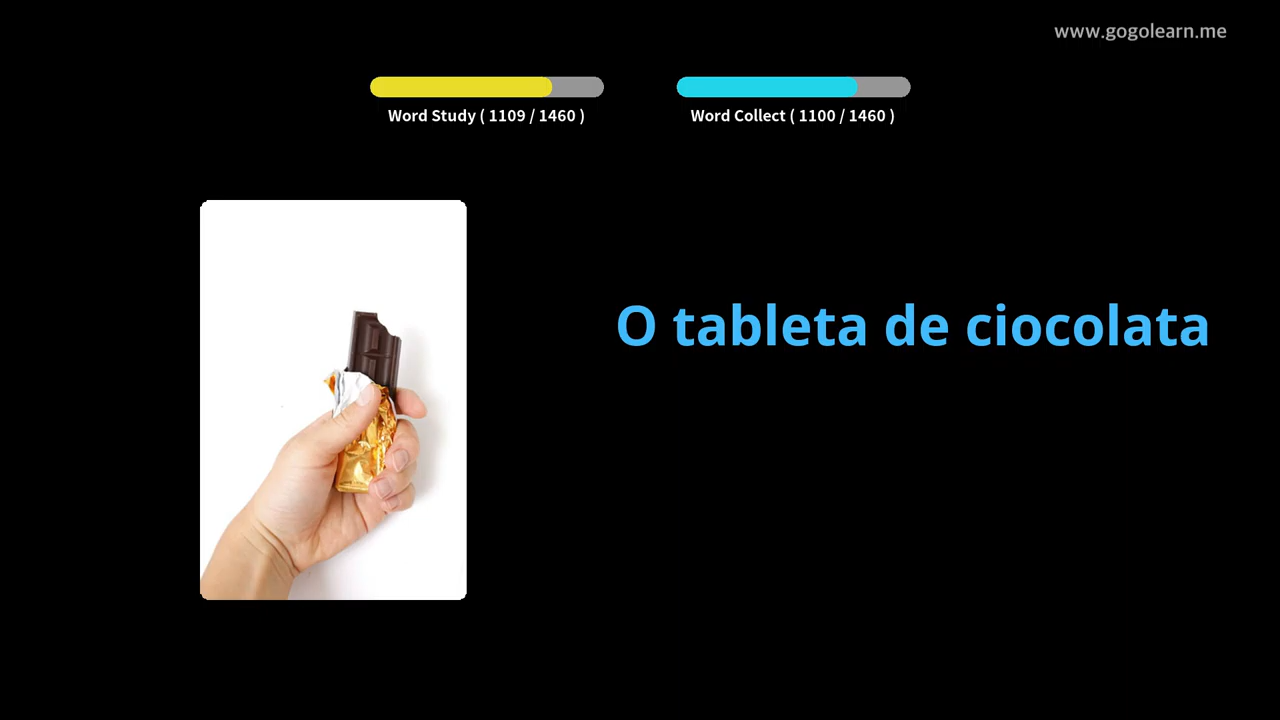 www.gogolearn.me
Word Study ( 1109 / 1460 )
Word Collect ( 1100 / 1460 )
O tableta de ciocolata